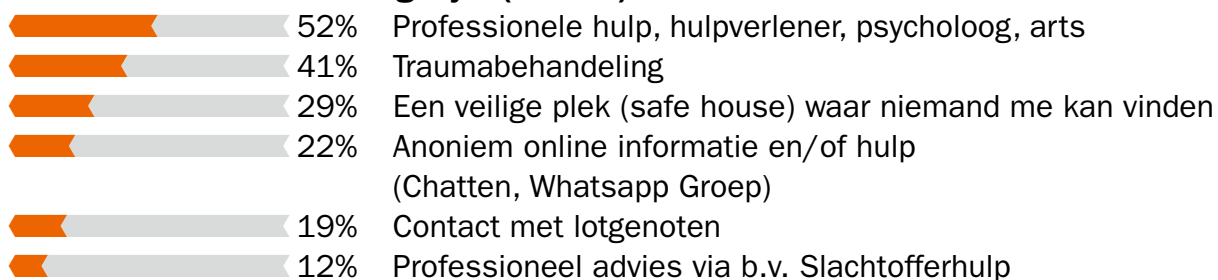 52% Professionele hulp, hulpverlener, psycholoog, arts
41% Traumabehandeling
29% Een veilige plek (safe house) waar niemand me kan vinden
22% Anoniem online informatie en/of hulp
(Chatten, Whatsapp Groep)
19% Contact met lotgenoten
12% Professioneel advies via b.v. Slachtofferhulp